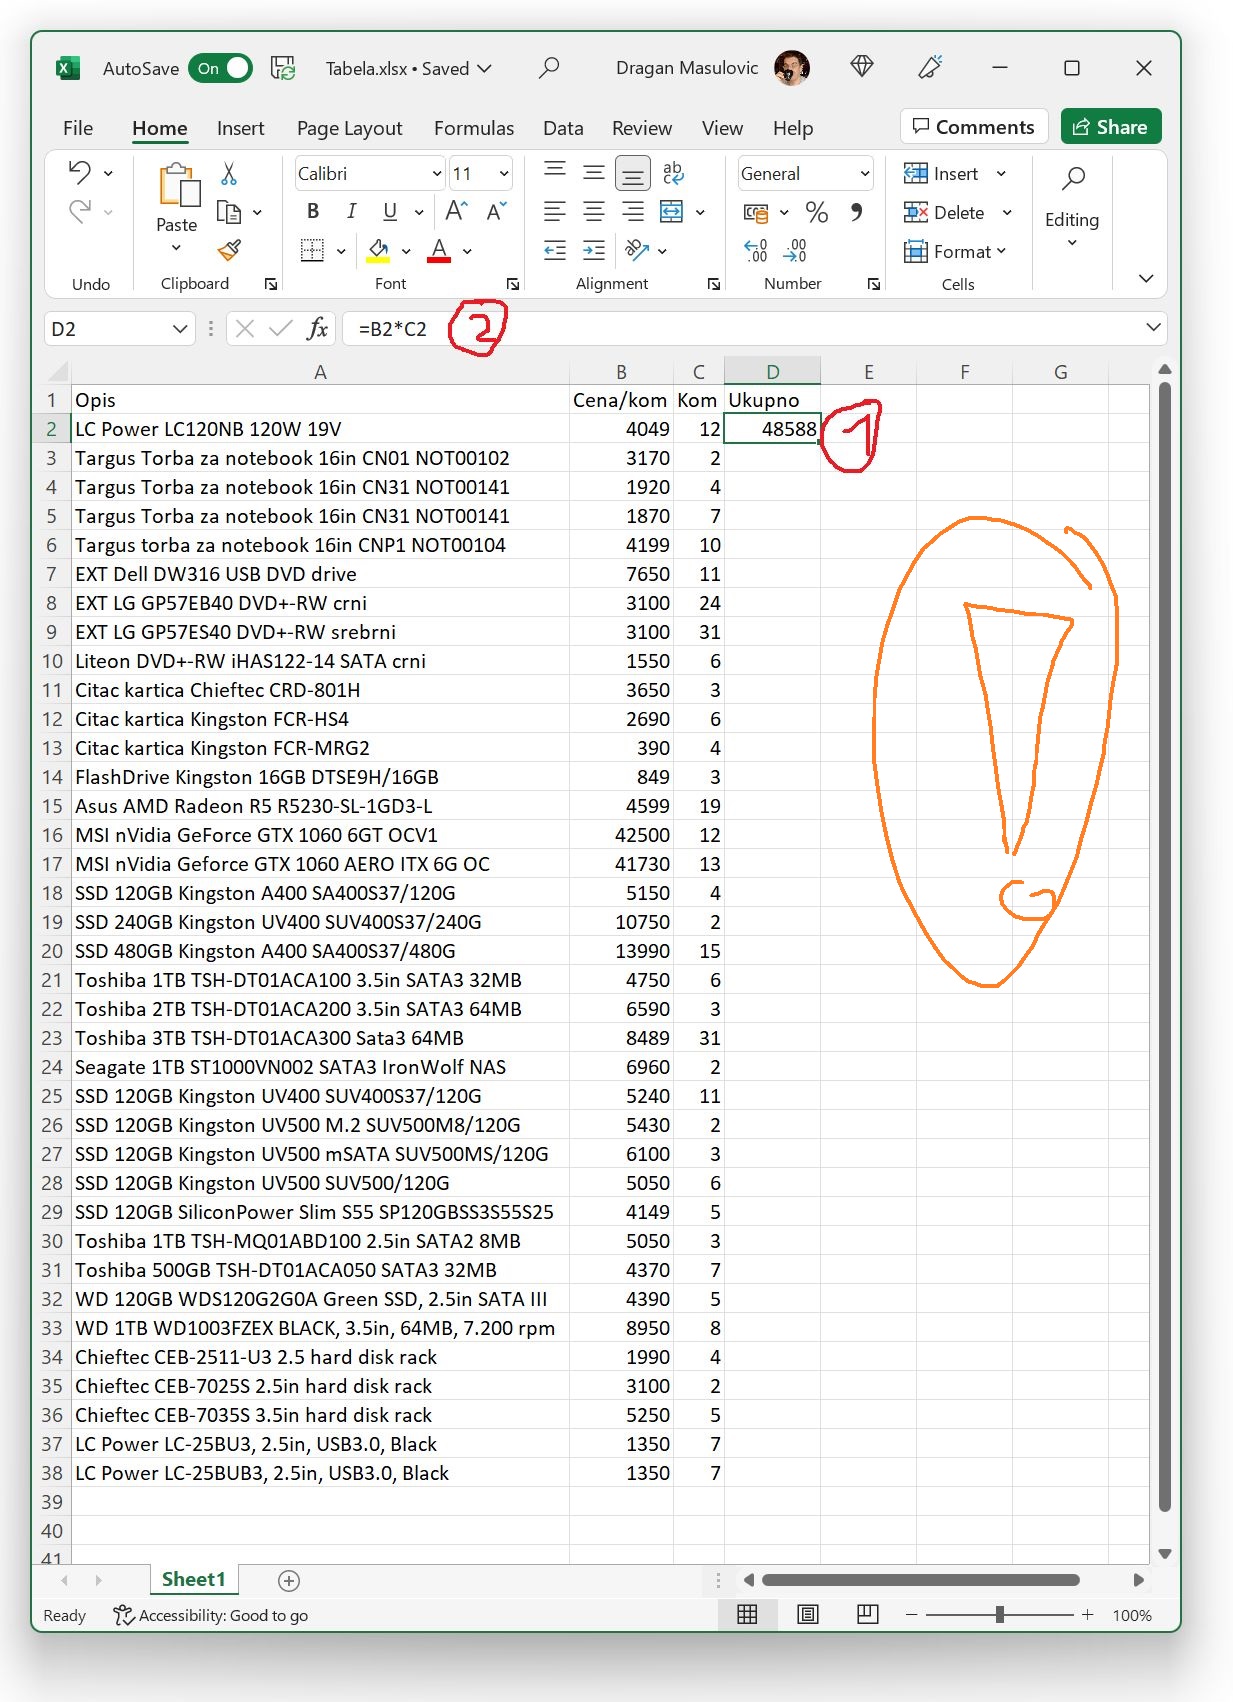 AutoSave On Tabela.xlsx • Saved Dragan Masulovic
File Home Insert Page Layout Formulas Data Review View Help Comments Share
Calibri 11 ab c General Insert
Paste B I U A A % 9 Delete Editing
A ←0 .00 .00 →0 Format
Undo Clipboard Font Alignment Number Cells
D2 fx =B2*C2 2
A B C D E F G
1 Opis Cena/kom Kom Ukupno
2 LC Power LC120NB 120W 19V 4049 12 48588 1
3 Targus Torba za notebook 16in CN01 NOT00102 3170 2
4 Targus Torba za notebook 16in CN31 NOT00141 1920 4
5 Targus Torba za notebook 16in CN31 NOT00141 1870 7
6 Targus torba za notebook 16in CNP1 NOT00104 4199 10
7 EXT Dell DW316 USB DVD drive 7650 11
8 EXT LG GP57EB40 DVD+-RW crni 3100 24
9 EXT LG GP57ES40 DVD+-RW srebrni 3100 31
10 Liteon DVD+-RW iHAS122-14 SATA crni 1550 6
11 Citac kartica Chieftec CRD-801H 3650 3
12 Citac kartica Kingston FCR-HS4 2690 6
13 Citac kartica Kingston FCR-MRG2 390 4
14 FlashDrive Kingston 16GB DTSE9H/16GB 849 3
15 Asus AMD Radeon R5 R5230-SL-1GD3-L 4599 19
16 MSI nVidia GeForce GTX 1060 6GT OCV1 42500 12
17 MSI nVidia Geforce GTX 1060 AERO ITX 6G OC 41730 13
18 SSD 120GB Kingston A400 SA400S37/120G 5150 4
19 SSD 240GB Kingston UV400 SUV400S37/240G 10750 2
20 SSD 480GB Kingston A400 SA400S37/480G 13990 15
21 Toshiba 1TB TSH-DT01ACA100 3.5in SATA3 32MB 4750 6
22 Toshiba 2TB TSH-DT01ACA200 3.5in SATA3 64MB 6590 3
23 Toshiba 3TB TSH-DT01ACA300 Sata3 64MB 8489 31
24 Seagate 1TB ST1000VN002 SATA3 IronWolf NAS 6960 2
25 SSD 120GB Kingston UV400 SUV400S37/120G 5240 11
26 SSD 120GB Kingston UV500 M.2 SUV500M8/120G 5430 2
27 SSD 120GB Kingston UV500 mSATA SUV500MS/120G 6100 3
28 SSD 120GB Kingston UV500 SUV500/120G 5050 6
29 SSD 120GB SiliconPower Slim S55 SP120GBSS3S55S25 4149 5
30 Toshiba 1TB TSH-MQ01ABD100 2.5in SATA2 8MB 5050 3
31 Toshiba 500GB TSH-DT01ACA050 SATA3 32MB 4370 7
32 WD 120GB WDS120G2G0A Green SSD, 2.5in SATA III 4390 5
33 WD 1TB WD1003FZEX BLACK, 3.5in, 64MB, 7.200 rpm 8950 8
34 Chieftec CEB-2511-U3 2.5 hard disk rack 1990 4
35 Chieftec CEB-7025S 2.5in hard disk rack 3100 2
36 Chieftec CEB-7035S 3.5in hard disk rack 5250 5
37 LC Power LC-25BU3, 2.5in, USB3.0, Black 1350 7
38 LC Power LC-25BUB3, 2.5in, USB3.0, Black 1350 7
39
40
41
Sheet1
Ready Accessibility: Good to go 100%